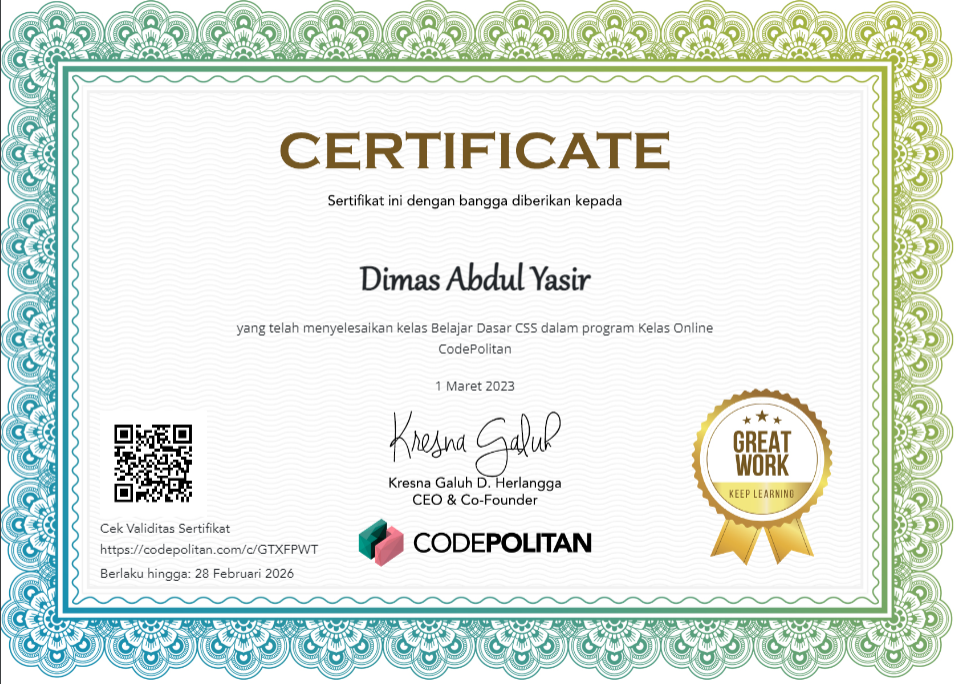 CERTIFICATE
Sertifikat ini dengan bangga diberikan kepada
Dimas Abdul Yasir
yang telah menyelesaikan kelas Belajar Dasar CSS dalam program Kelas Online
CodePolitan
1 Maret 2023
Kresna Galuh
Kresna Galuh D. Herlangga
CEO & Co-Founder
CODEPOLITAN
GREAT
WORK
KEEP LEARNING
Cek Validitas Sertifikat
https://codepolitan.com/c/GTXFPWT
Berlaku hingga: 28 Februari 2026